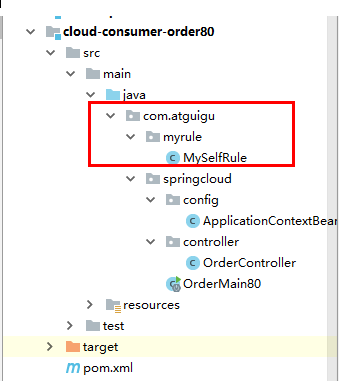 cloud-consumer-order80
src
main
java
com.atguigu
myrule
MySelfRule
springcloud
config
ApplicationContextBean
controller
OrderController
OrderMain80
resources
test
target
pom.xml